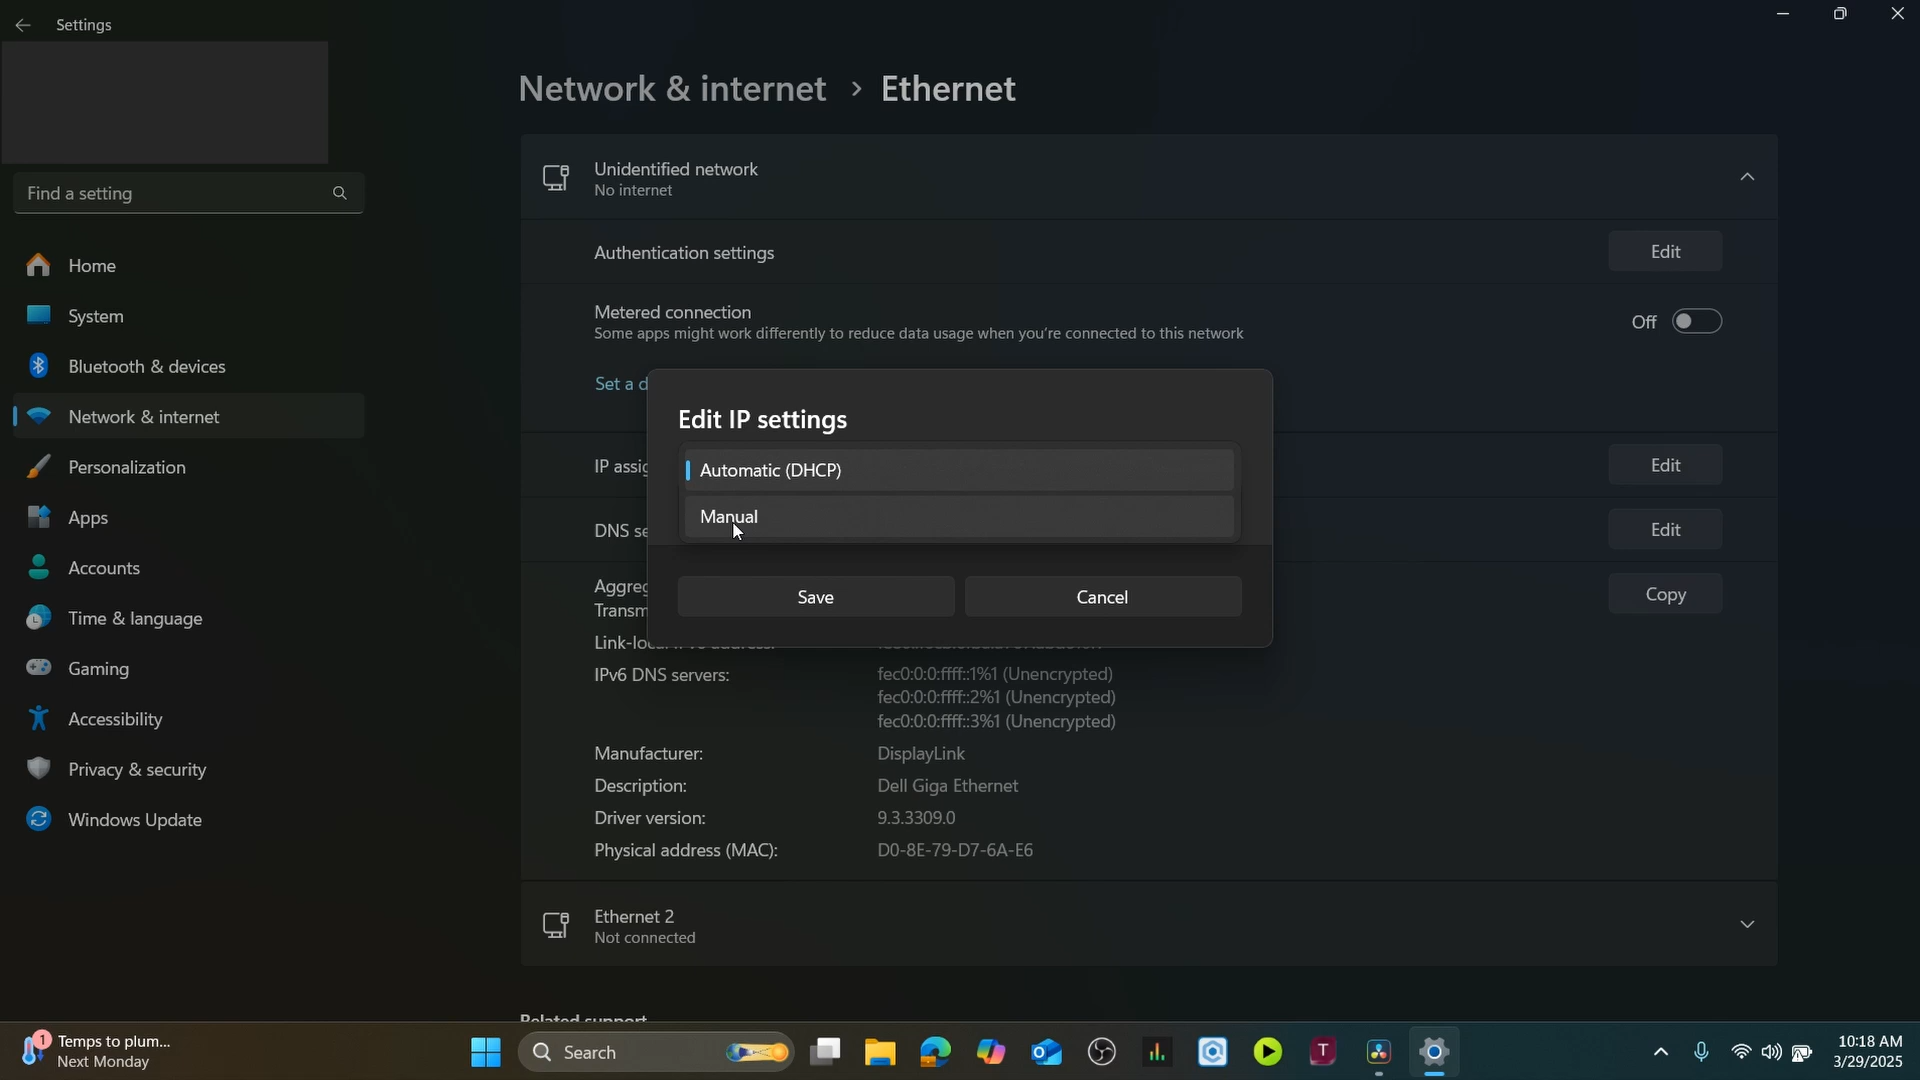 Settings
Find a setting
Home
System
Bluetooth & devices
Network & internet
Personalization
Apps
Accounts
Time & language
Gaming
Accessibility
Privacy & security
Windows Update
Network & internet > Ethernet
Unidentified network
No internet
Authentication settings
Edit
Metered connection
Some apps might work differently to reduce data usage when you're connected to this network
Off
Set a d
Edit IP settings
Automatic (DHCP)
Manual
Save Cancel
IP assig
Edit
DNS se
Edit
Aggreg
Transm
Copy
IPv6 DNS servers: fec0:0:0:ffff::1%1 (Unencrypted)
fec0:0:0:ffff::2%1 (Unencrypted)
fec0:0:0:ffff::3%1 (Unencrypted)
Manufacturer: DisplayLink
Description: Dell Giga Ethernet
Driver version: 9.3.3309.0
Physical address (MAC): D0-8E-79-D7-6A-E6
Ethernet 2
Not connected
Related support
1
Temps to plum...
Next Monday
Search
T
10:18 AM
3/29/2025